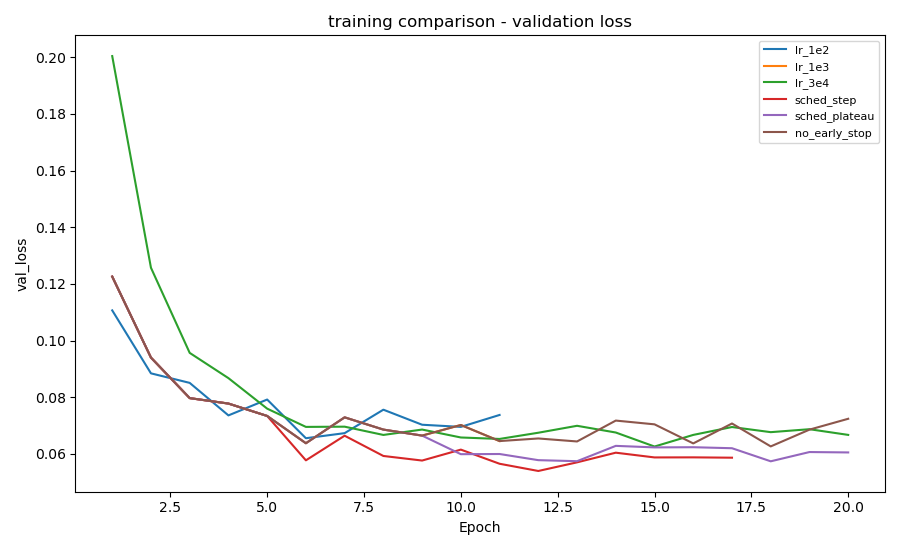 training comparison - validation loss
lr_1e2
lr_1e3
lr_3e4
sched_step
sched_plateau
no_early_stop
val_loss
0.20
0.18
0.16
0.14
0.12
0.10
0.08
0.06
2.5
5.0
7.5
10.0
12.5
15.0
17.5
20.0
Epoch